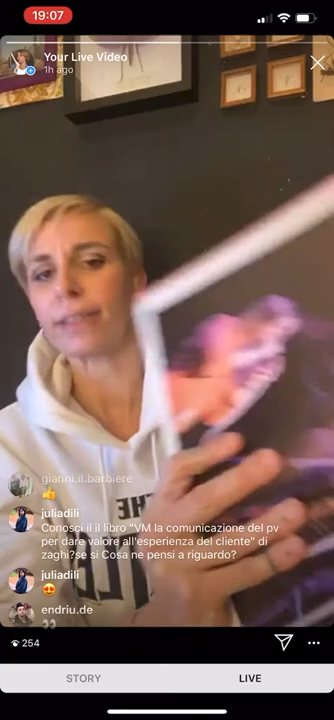 19:07
Your Live Video
1h ago
gianni.il.barbiere
👍
juliadili
Conosci il il libro "VM la comunicazione del pv
per dare valore all'esperienza del cliente" di
zaghi?se si Cosa ne pensi a riguardo?
juliadili
😍
endriu.de
👀
254
STORY
LIVE